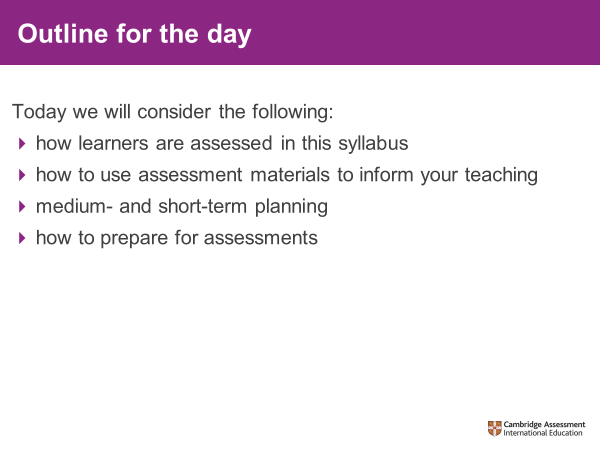 Outline for the day
Today we will consider the following:
how learners are assessed in this syllabus
how to use assessment materials to inform your teaching
medium- and short-term planning
how to prepare for assessments
Cambridge Assessment
International Education